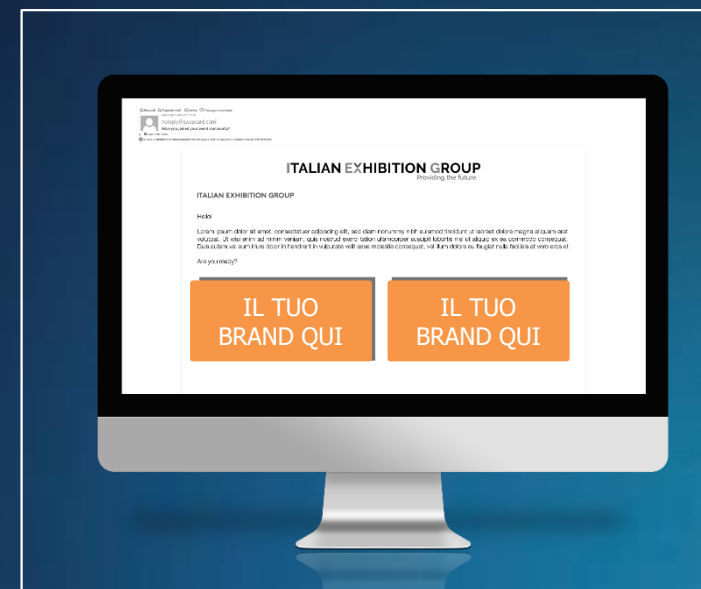 noreply@swapcard.com
Have you joined your event community?
ITALIAN EXHIBITION GROUP
Providing the future
ITALIAN EXHIBITION GROUP
Hello!
Lorem ipsum dolor sit amet, consectetuer adipiscing elit, sed diam nonummy nibh euismod tincidunt ut laoreet dolore magna aliquam erat
volutpat. Ut wisi enim ad minim veniam, quis nostrud exerci tation ullamcorper suscipit lobortis nisl ut aliquip ex ea commodo consequat.
Duis autem vel eum iriure dolor in hendrerit in vulputate velit esse molestie consequat, vel illum dolore eu feugiat nulla facilisis at vero eros et
Are you ready?
IL TUO
BRAND QUI
IL TUO
BRAND QUI